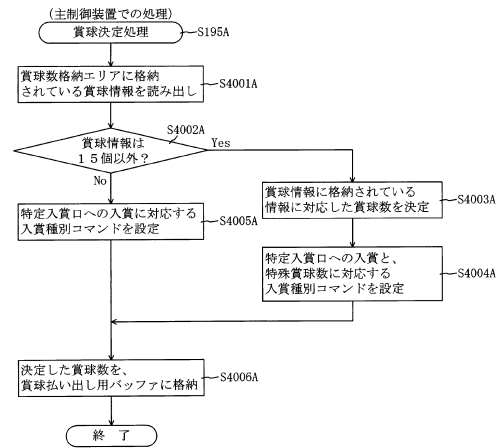 (主制御装置での処理)
賞球決定処理
S195A
賞球数格納エリアに格納
されている賞球情報を読み出し
S4001A
S4002A
賞球情報は
15個以外?
Yes
No
賞球情報に格納されている
情報に対応した賞球数を決定
S4003A
特定入賞口への入賞に対応する
入賞種別コマンドを設定
S4005A
特定入賞口への入賞と、
特殊賞球数に対応する
入賞種別コマンドを設定
S4004A
決定した賞球数を、
賞球払い出し用バッファに格納
S4006A
終了